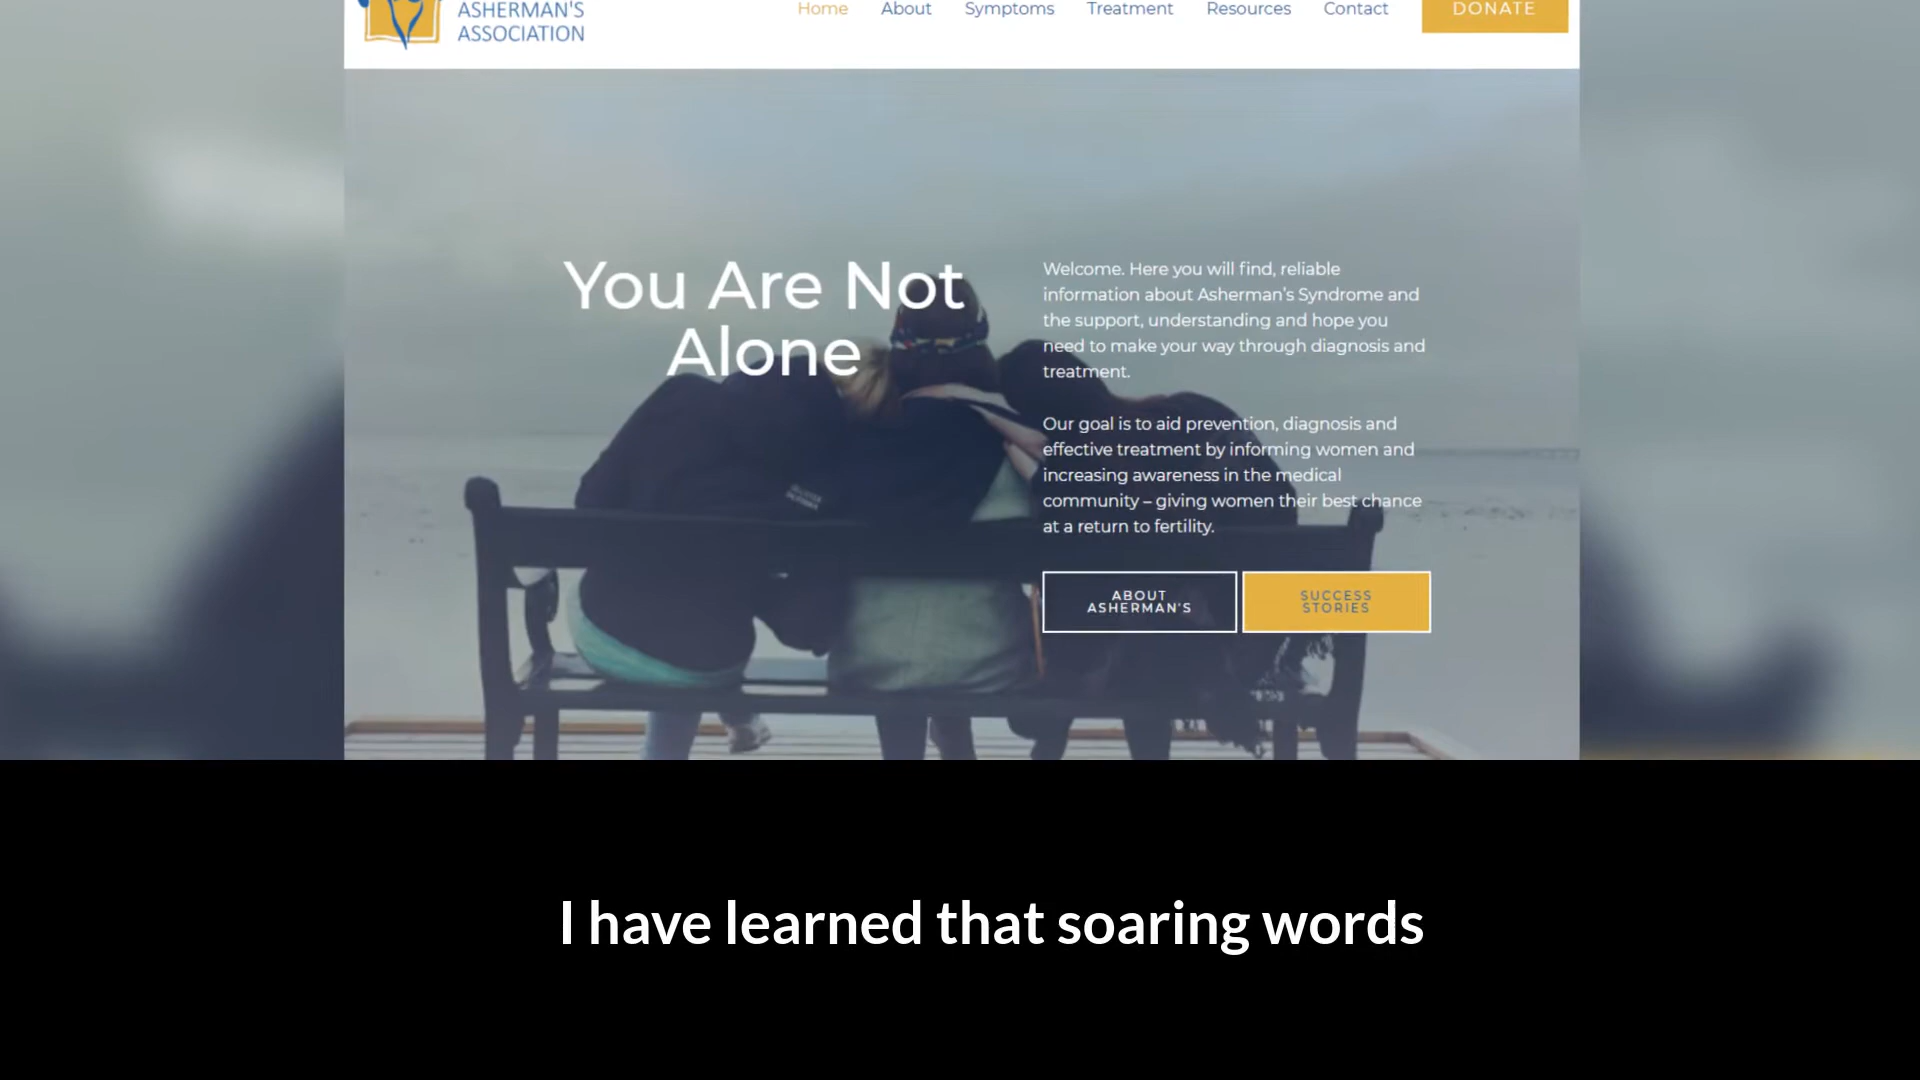 ASHERMAN'S
ASSOCIATION
Home About Symptoms Treatment Resources Contact DONATE
You Are Not
Alone
Welcome. Here you will find, reliable
information about Asherman's Syndrome and
the support, understanding and hope you
need to make your way through diagnosis and
treatment.
Our goal is to aid prevention, diagnosis and
effective treatment by informing women and
increasing awareness in the medical
community – giving women their best chance
at a return to fertility.
ABOUT
ASHERMAN'S
SUCCESS
STORIES
I have learned that soaring words